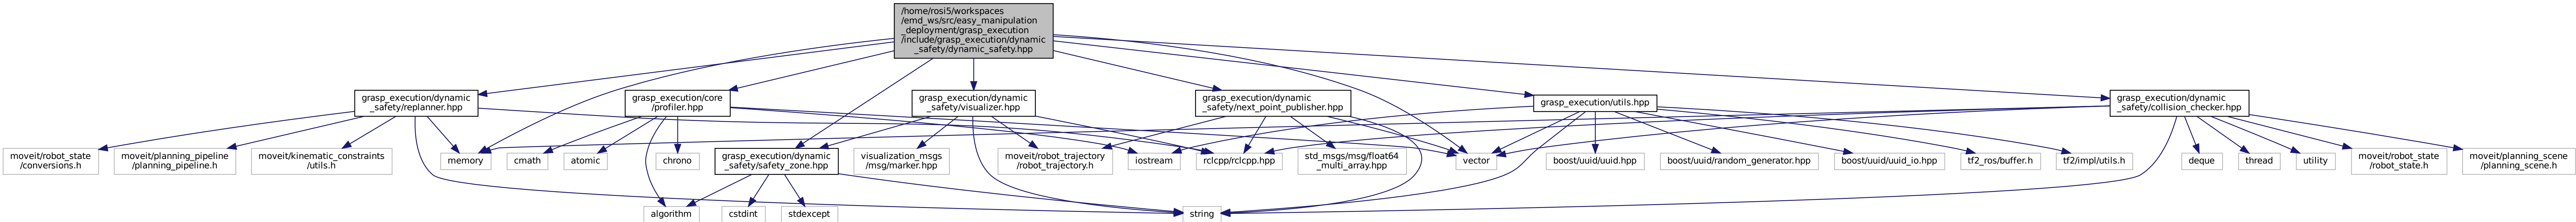 /home/rosi5/workspaces
/emd_ws/src/easy_manipulation
_deployment/grasp_execution
/include/grasp_execution/dynamic
_safety/dynamic_safety.hpp
grasp_execution/dynamic
_safety/replanner.hpp
grasp_execution/core
/profiler.hpp
grasp_execution/dynamic
_safety/visualizer.hpp
grasp_execution/dynamic
_safety/next_point_publisher.hpp
grasp_execution/utils.hpp
grasp_execution/dynamic
_safety/collision_checker.hpp
moveit/robot_state
/conversions.h
moveit/planning_pipeline
/planning_pipeline.h
moveit/kinematic_constraints
/utils.h
memory
cmath
atomic
chrono
grasp_execution/dynamic
_safety/safety_zone.hpp
visualization_msgs
/msg/marker.hpp
moveit/robot_trajectory
/robot_trajectory.h
iostream
rclcpp/rclcpp.hpp
std_msgs/msg/float64
_multi_array.hpp
vector
boost/uuid/uuid.hpp
boost/uuid/random_generator.hpp
boost/uuid/uuid_io.hpp
tf2_ros/buffer.h
tf2/impl/utils.h
deque
thread
utility
moveit/robot_state
/robot_state.h
moveit/planning_scene
/planning_scene.h
algorithm
cstdint
stdexcept
string